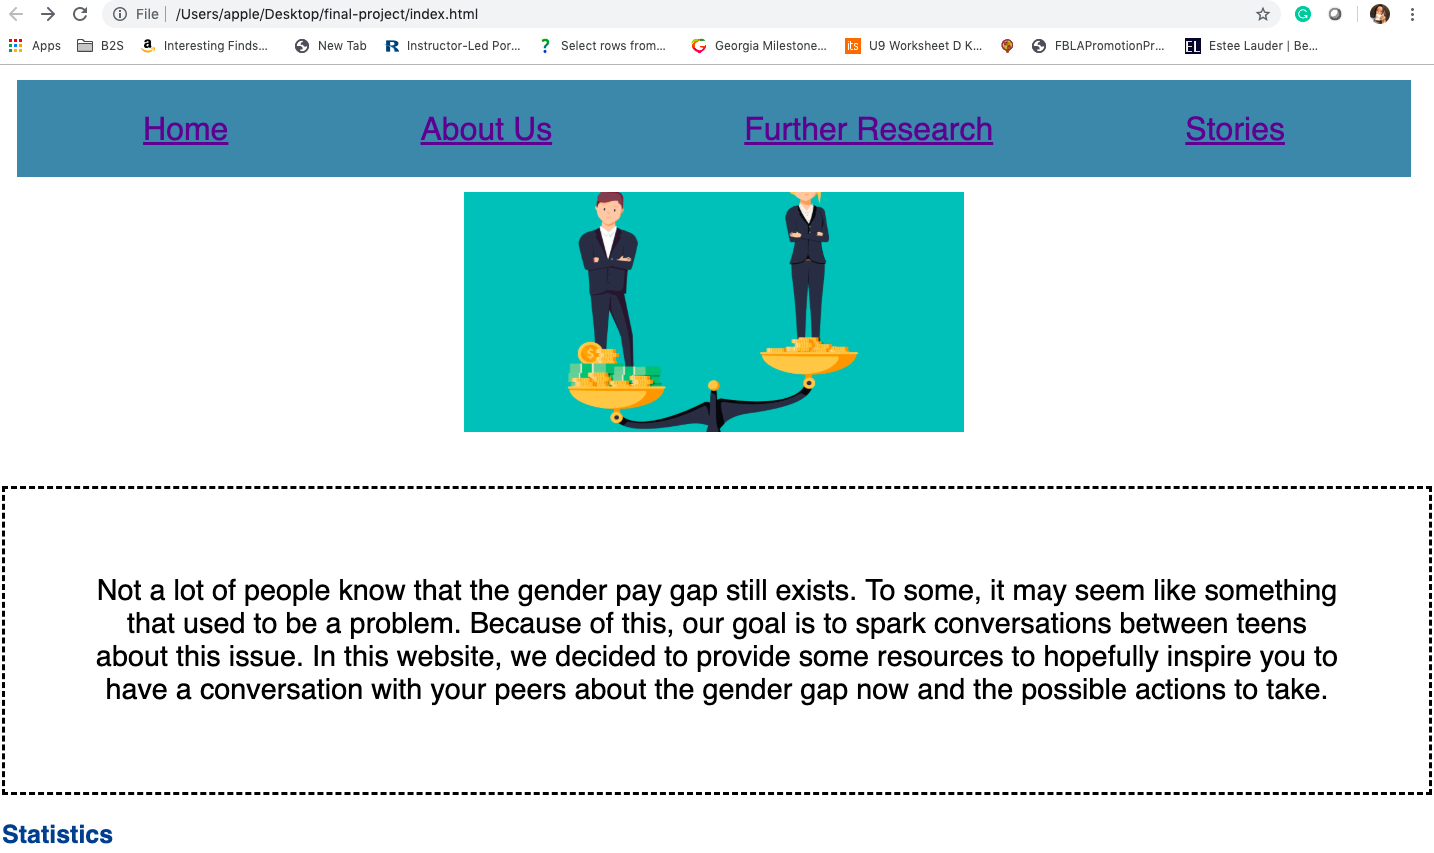 File /Users/apple/Desktop/final-project/index.html
Apps B2S Interesting Finds... New Tab Instructor-Led Por... Select rows from... Georgia Milestone... its U9 Worksheet D K... FBLAPromotionPr... EL Estee Lauder | Be...
Home About Us Further Research Stories
Not a lot of people know that the gender pay gap still exists. To some, it may seem like something
that used to be a problem. Because of this, our goal is to spark conversations between teens
about this issue. In this website, we decided to provide some resources to hopefully inspire you to
have a conversation with your peers about the gender gap now and the possible actions to take.
Statistics